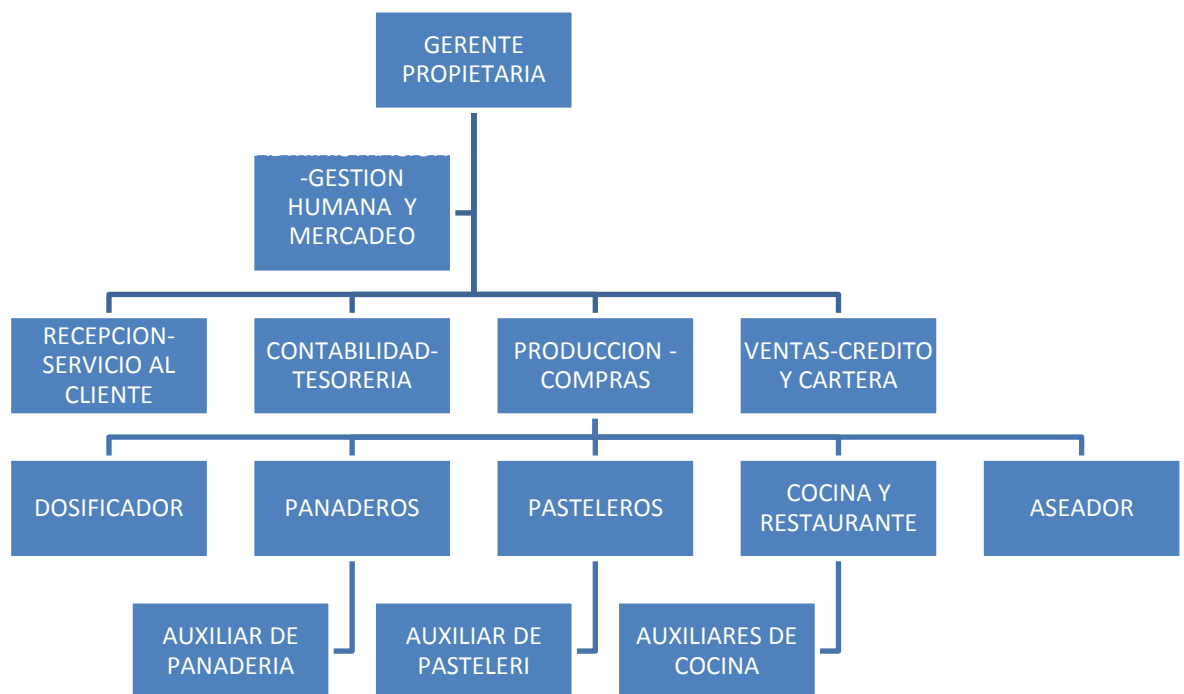 GERENTE
PROPIETARIA
-GESTION
HUMANA Y
MERCADEO
RECEPCION-
SERVICIO AL
CLIENTE
CONTABILIDAD-
TESORERIA
PRODUCCION -
COMPRAS
VENTAS-CREDITO
Y CARTERA
DOSIFICADOR
PANADEROS
PASTELEROS
COCINA Y
RESTAURANTE
ASEADOR
AUXILIAR DE
PANADERIA
AUXILIAR DE
PASTELERI
AUXILIARES DE
COCINA